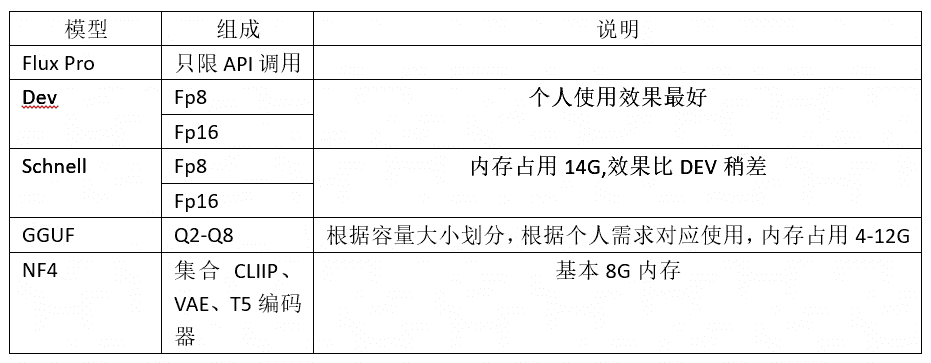 模型 组成 说明
Flux Pro 只限 API 调用
Dev Fp8 个人使用效果最好
Fp16
Schnell Fp8 内存占用 14G,效果比 DEV 稍差
Fp16
GGUF Q2-Q8 根据容量大小划分，根据个人需求对应使用，内存占用 4-12G
NF4 集合 CLIIP、 基本 8G 内存
VAE、T5 编码
器